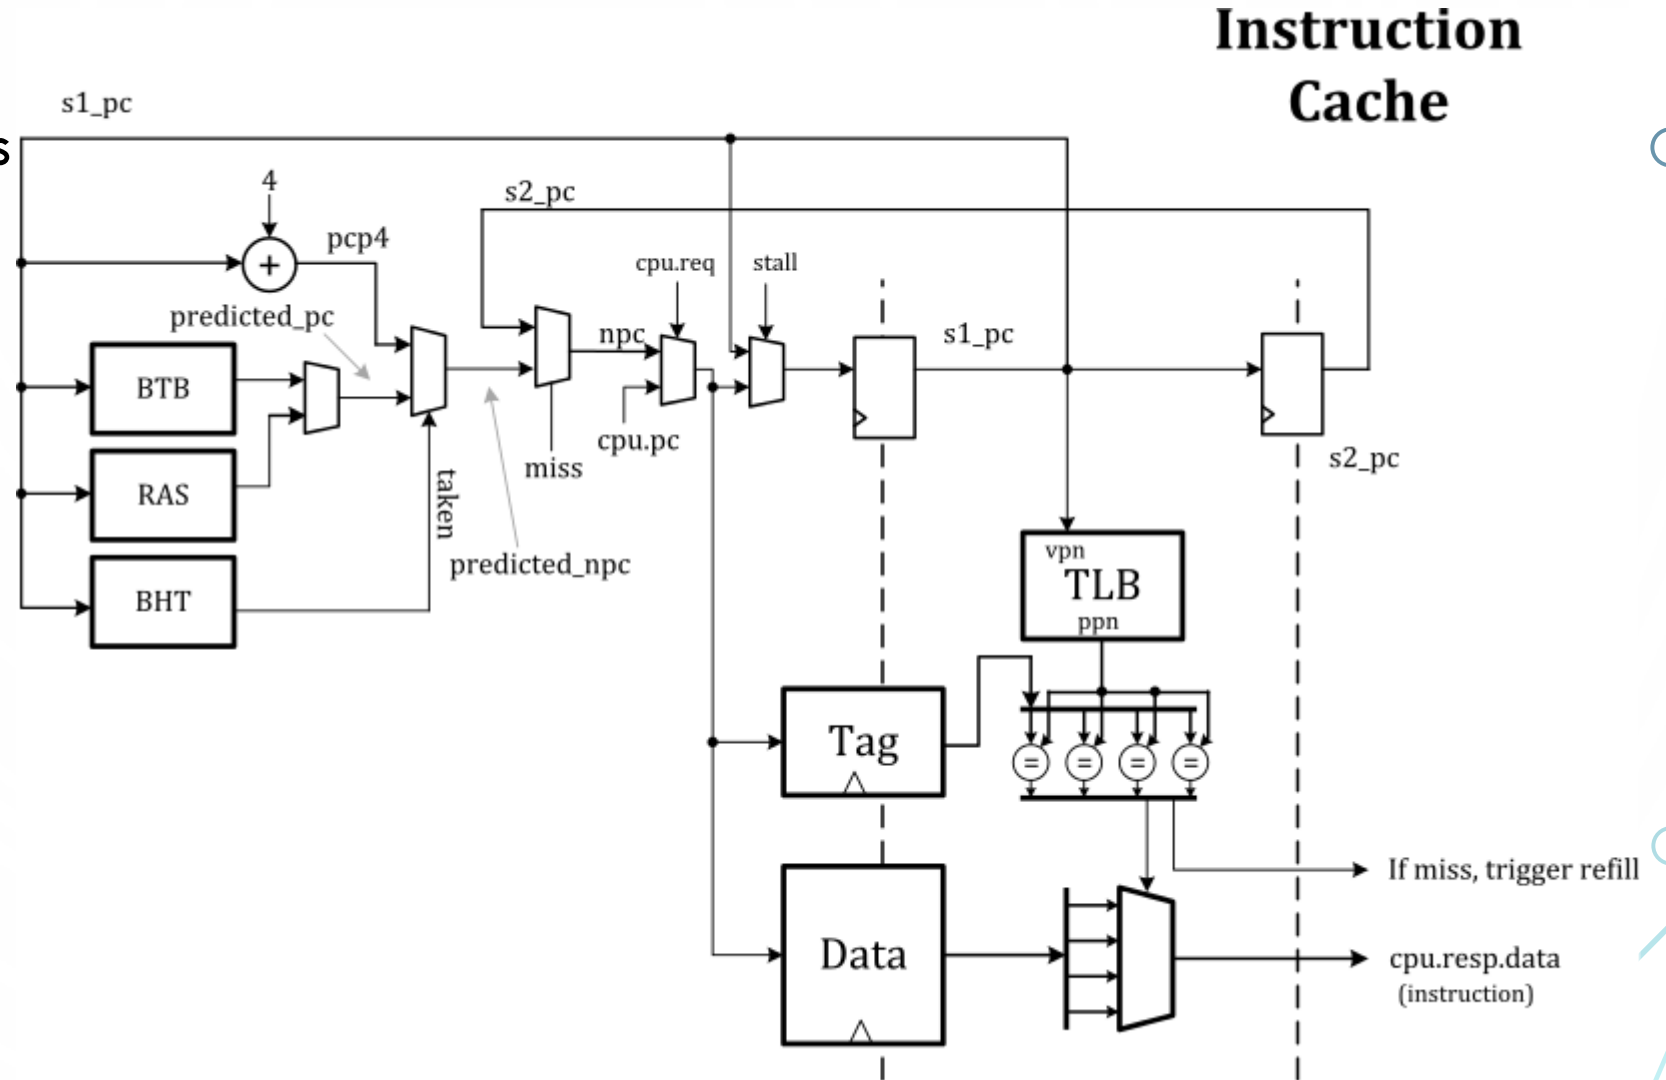 Instruction
Cache
s1_pc
s
4
s2_pc
pcp4
cpu.req
stall
predicted_pc
npc
s1_pc
BTB
cpu.pc
miss
s2_pc
RAS
taken
predicted_npc
vpn
TLB
ppn
BHT
Tag
=
=
=
=
If miss, trigger refill
Data
cpu.resp.data
(instruction)
+